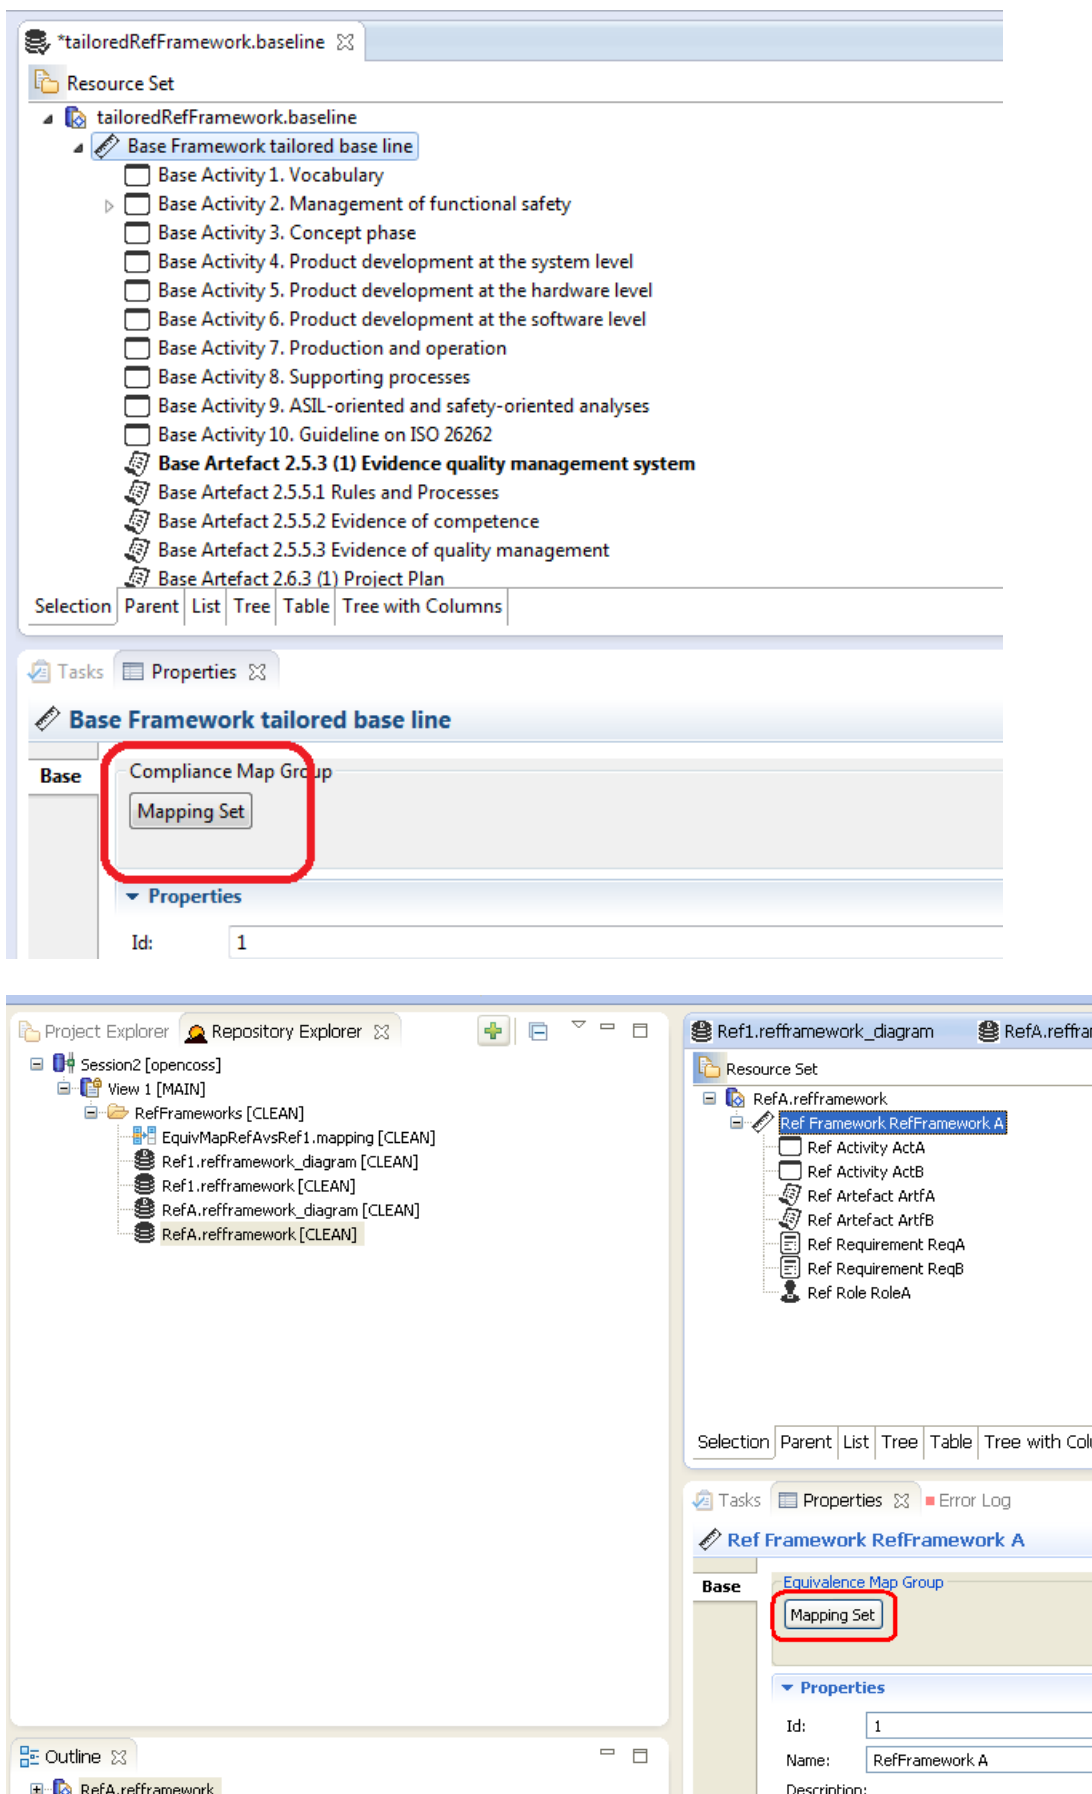 *tailoredRefFramework.baseline
Resource Set
tailoredRefFramework.baseline
Base Framework tailored base line
Base Activity 1. Vocabulary
Base Activity 2. Management of functional safety
Base Activity 3. Concept phase
Base Activity 4. Product development at the system level
Base Activity 5. Product development at the hardware level
Base Activity 6. Product development at the software level
Base Activity 7. Production and operation
Base Activity 8. Supporting processes
Base Activity 9. ASIL-oriented and safety-oriented analyses
Base Activity 10. Guideline on ISO 26262
Base Artefact 2.5.3 (1) Evidence quality management system
Base Artefact 2.5.5.1 Rules and Processes
Base Artefact 2.5.5.2 Evidence of competence
Base Artefact 2.5.5.3 Evidence of quality management
Base Artefact 2.6.3 (1) Project Plan
Selection Parent List Tree Table Tree with Columns
Tasks Properties
Base Framework tailored base line
Base
Compliance Map Group
Mapping Set
Properties
Id: 1
Project Explorer Repository Explorer
Session2 [opencoss]
View 1 [MAIN]
RefFrameworks [CLEAN]
EquivMapRefAvsRef1.mapping [CLEAN]
Ref1.refframework_diagram [CLEAN]
Ref1.refframework [CLEAN]
RefA.refframework_diagram [CLEAN]
RefA.refframework [CLEAN]
Outline
RefA.refframework
Ref1.refframework_diagram RefA.reffra
Resource Set
RefA.refframework
Ref Framework RefFramework A
Ref Activity ActA
Ref Activity ActB
Ref Artefact ArtfA
Ref Artefact ArtfB
Ref Requirement ReqA
Ref Requirement ReqB
Ref Role RoleA
Selection Parent List Tree Table Tree with Colu
Tasks Properties Error Log
Ref Framework RefFramework A
Base
Equivalence Map Group
Mapping Set
Properties
Id: 1
Name: RefFramework A
Description: